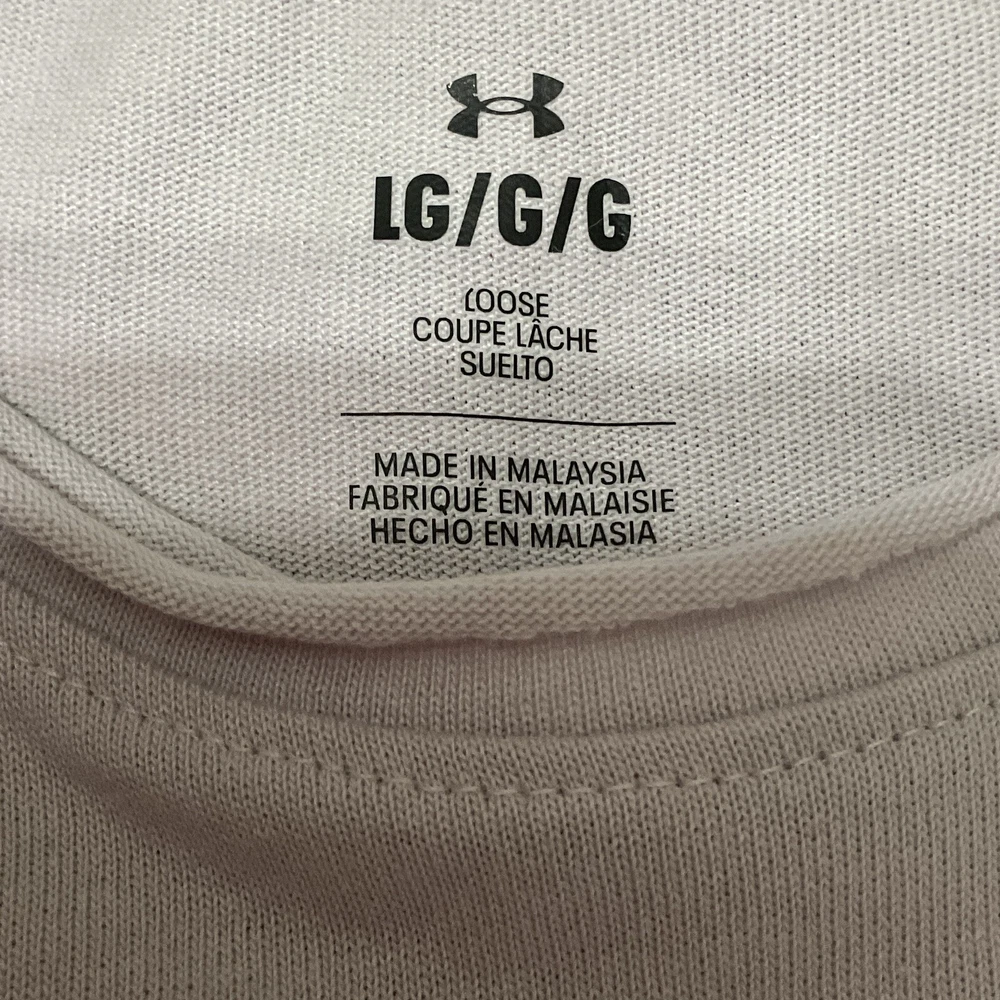 LG/G/G
LOOSE
COUPE LÂCHE
SUELTO
MADE IN MALAYSIA
FABRIQUÉ EN MALAISIE
HECHO EN MALASIA